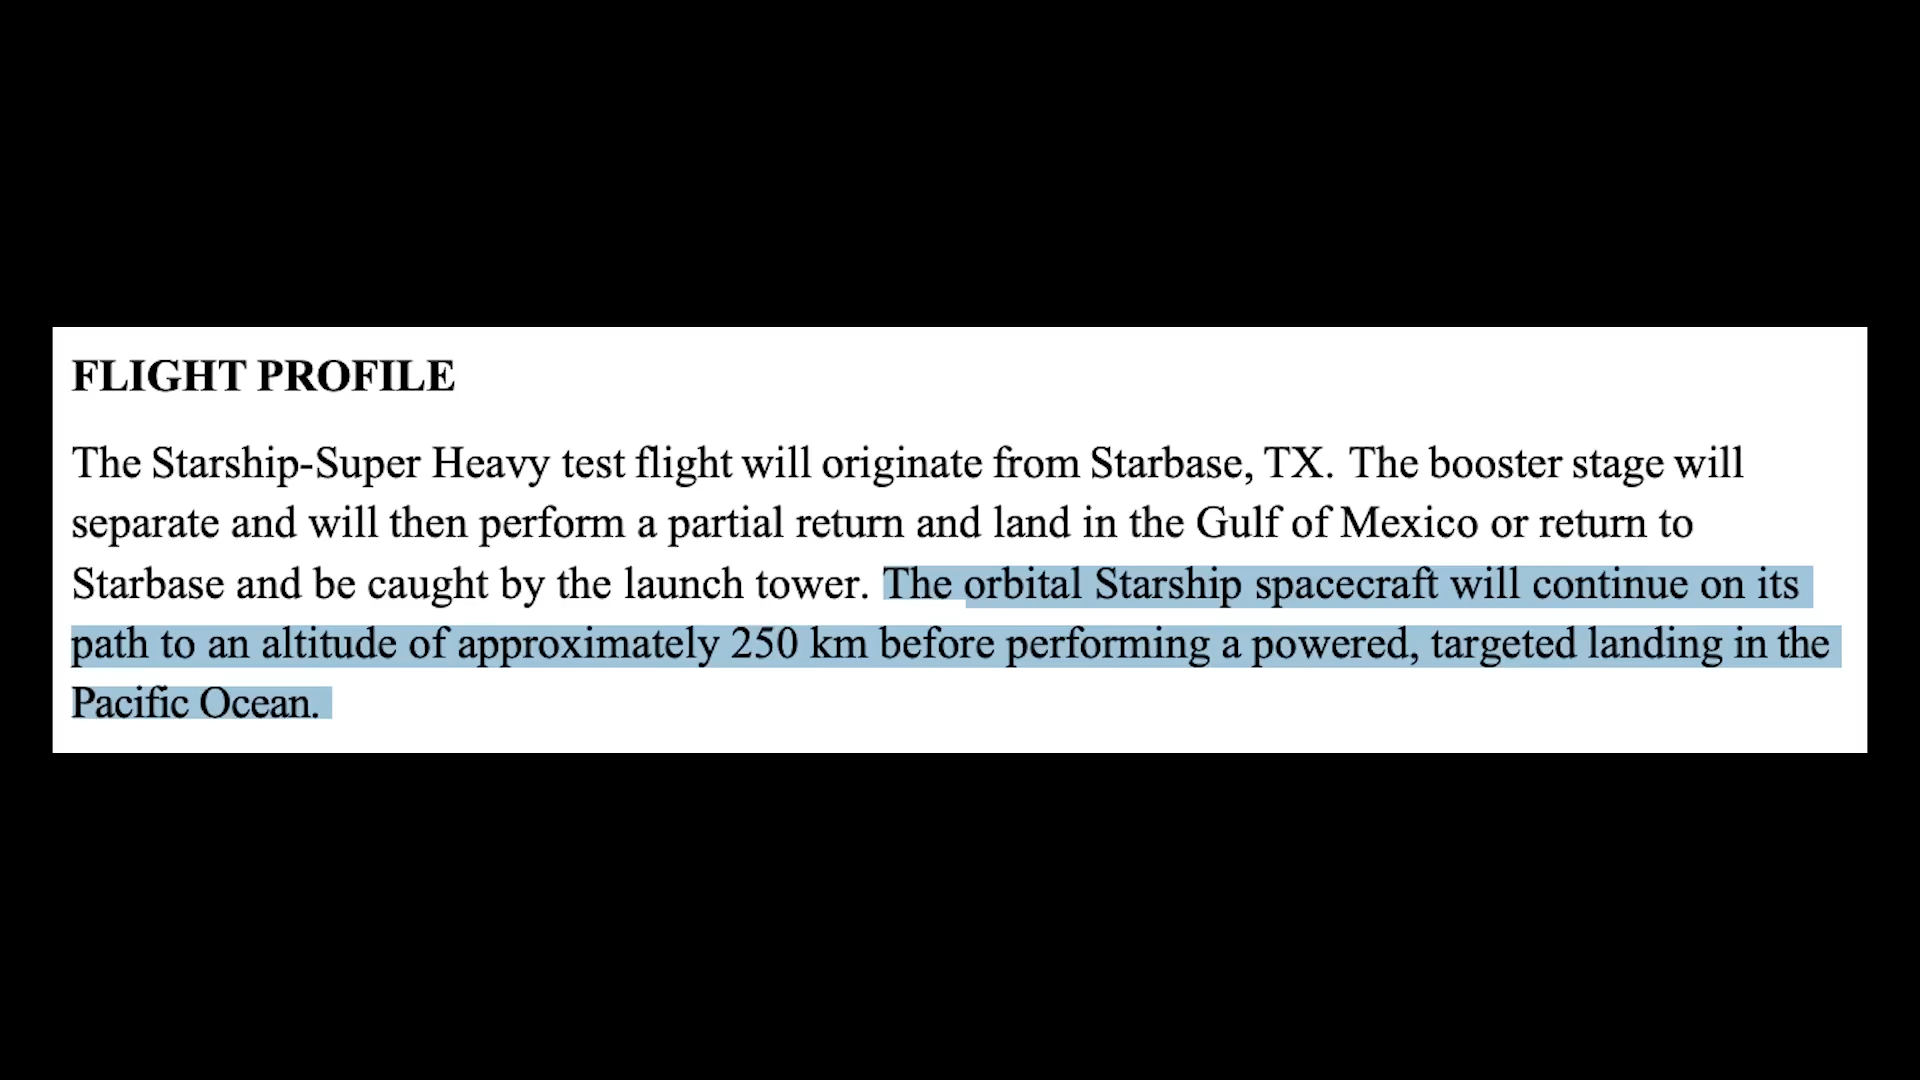 FLIGHT PROFILE
The Starship-Super Heavy test flight will originate from Starbase, TX. The booster stage will
separate and will then perform a partial return and land in the Gulf of Mexico or return to
Starbase and be caught by the launch tower. The orbital Starship spacecraft will continue on its
path to an altitude of approximately 250 km before performing a powered, targeted landing in the
Pacific Ocean.